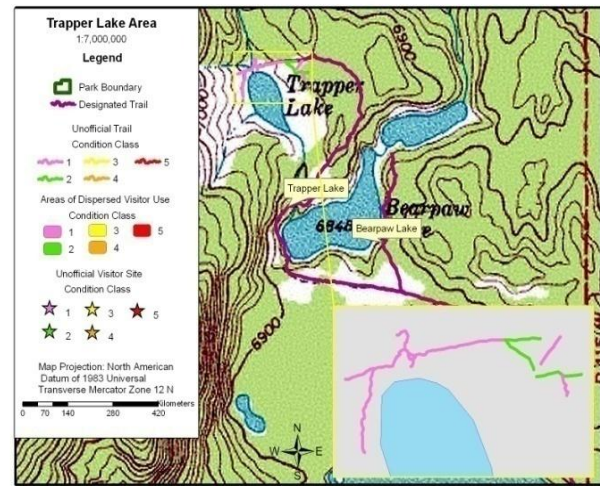 Trapper Lake Area
1:7,000,000
Legend
Park Boundary
Designated Trail
Unofficial Trail
Condition Class
1 3 5
2 4
Areas of Dispersed Visitor Use
Condition Class
1 3 5
2 4
Unofficial Visitor Site
Condition Class
1 3 5
2 4
Map Projection: North American
Datum of 1983 Universal
Transverse Mercator Zone 12 N
Kilometers
0 70 140 280 420
6900
Trapper
Lake
Trapper Lake
Bearpaw
6848
Bearpaw Lake
6900
N
W E
S